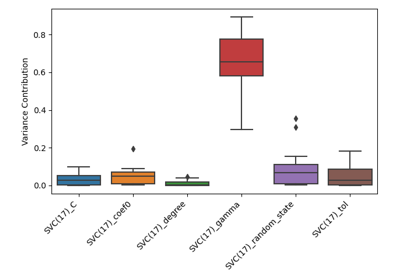 Variance Contribution
0.8
0.6
0.4
0.2
0.0
SVC(17)_C
SVC(17)_coef0
SVC(17)_degree
SVC(17)_gamma
SVC(17)_random_state
SVC(17)_tol